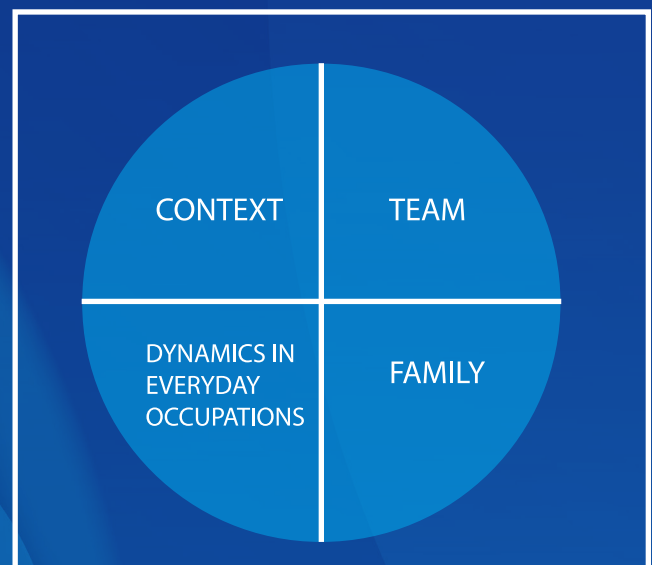 CONTEXT
TEAM
DYNAMICS IN
EVERYDAY
OCCUPATIONS
FAMILY